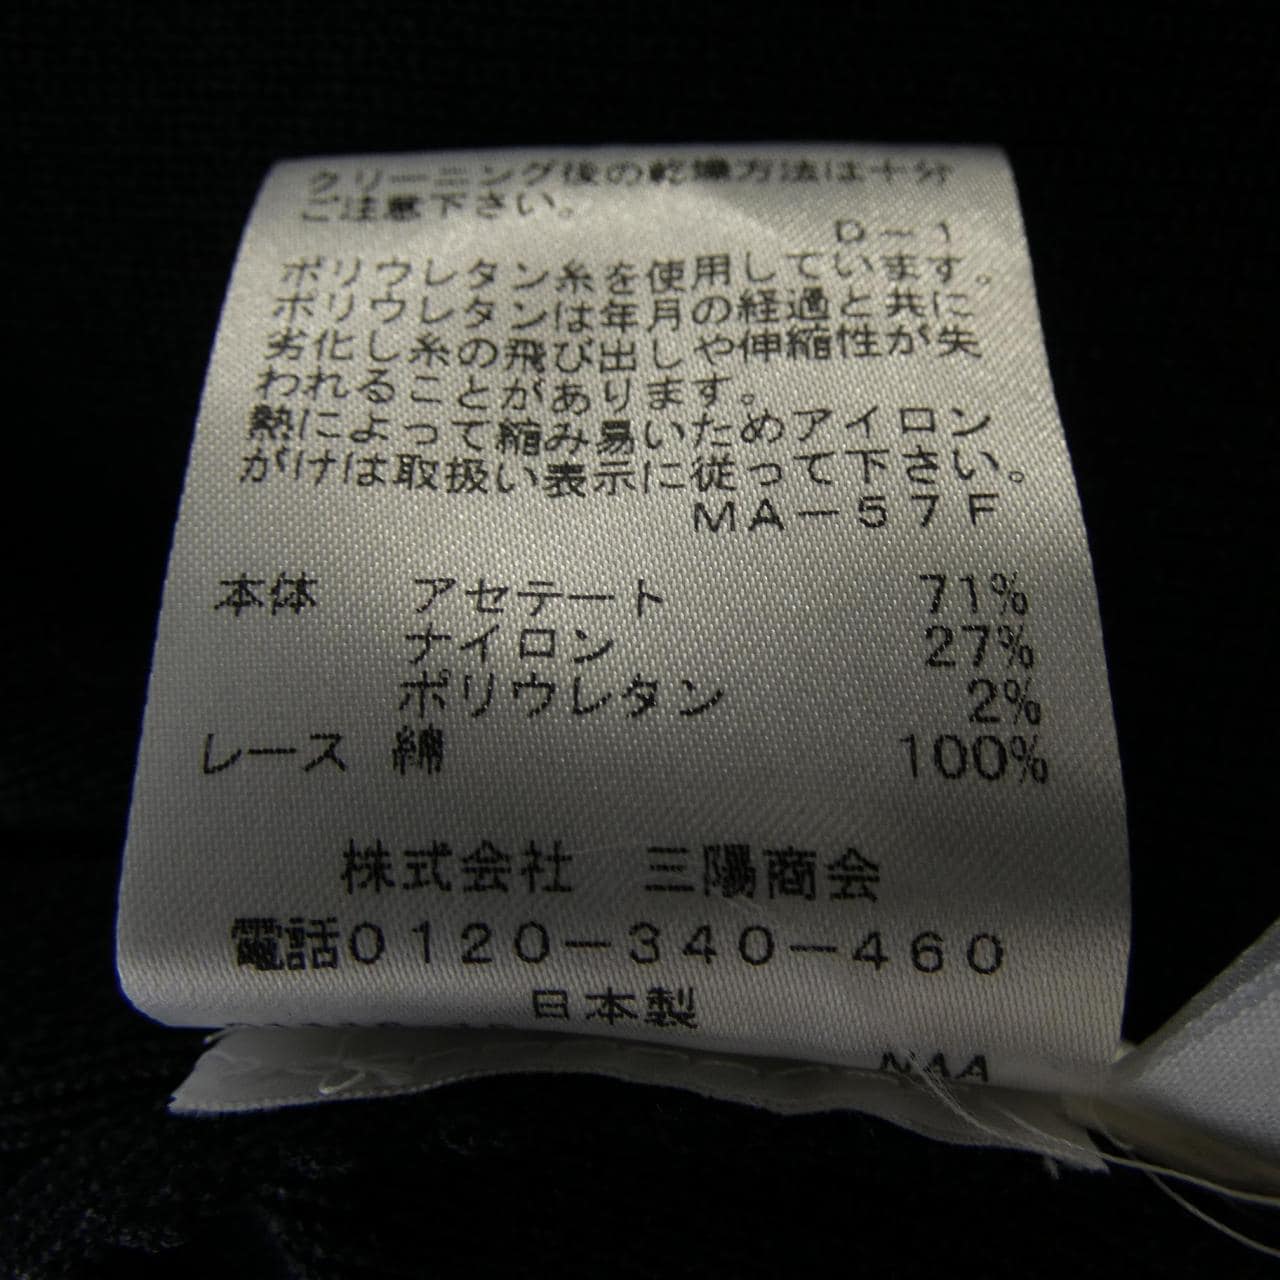 クリーニング後の乾燥方法は十分
ご注意下さい。
D-1
ポリウレタン糸を使用しています。
ポリウレタンは年月の経過と共に
劣化し糸の飛び出しや伸縮性が失
われることがあります。
熱によって縮み易いためアイロン
がけは取扱い表示に従って下さい。
MA-57F
本体 アセテート 71%
ナイロン 27%
ポリウレタン 2%
レース 綿 100%
株式会社 三陽商会
電話0120-340-460
日本製